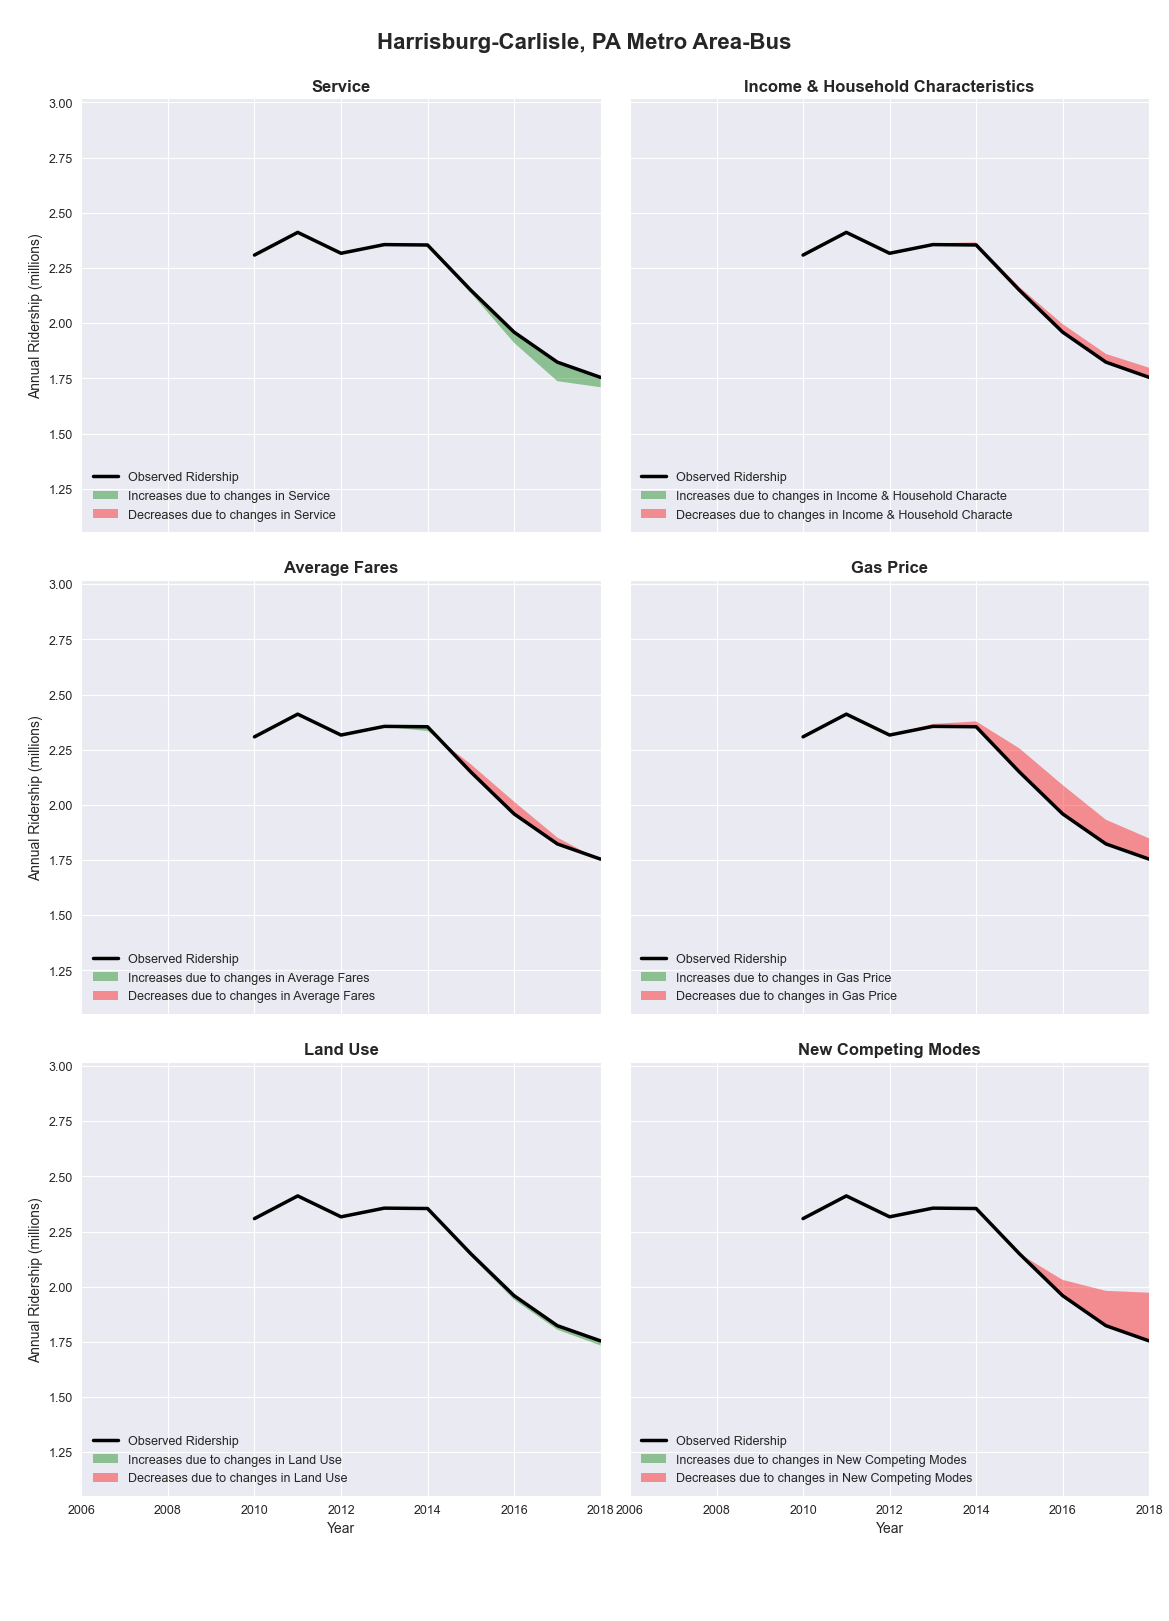 Harrisburg-Carlisle, PA Metro Area-Bus
Service
3.00
2.75
2.50
2.25
2.00
1.75
1.50
1.25
Annual Ridership (millions)
Observed Ridership
Increases due to changes in Service
Decreases due to changes in Service
Income & Household Characteristics
Observed Ridership
Increases due to changes in Income & Household Characte
Decreases due to changes in Income & Household Characte
Average Fares
3.00
2.75
2.50
2.25
2.00
1.75
1.50
1.25
Annual Ridership (millions)
Observed Ridership
Increases due to changes in Average Fares
Decreases due to changes in Average Fares
Gas Price
Observed Ridership
Increases due to changes in Gas Price
Decreases due to changes in Gas Price
Land Use
3.00
2.75
2.50
2.25
2.00
1.75
1.50
1.25
Annual Ridership (millions)
Observed Ridership
Increases due to changes in Land Use
Decreases due to changes in Land Use
2006 2008 2010 2012 2014 2016 2018
Year
New Competing Modes
Observed Ridership
Increases due to changes in New Competing Modes
Decreases due to changes in New Competing Modes
2006 2008 2010 2012 2014 2016 2018
Year